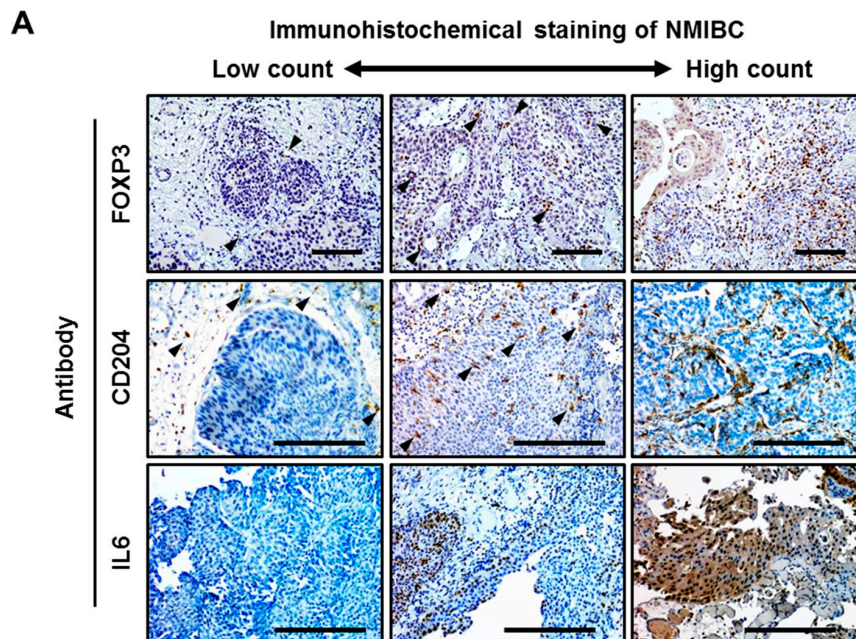 A
Immunohistochemical staining of NMIBC
Low count
High count
Antibody
FOXP3
CD204
IL6